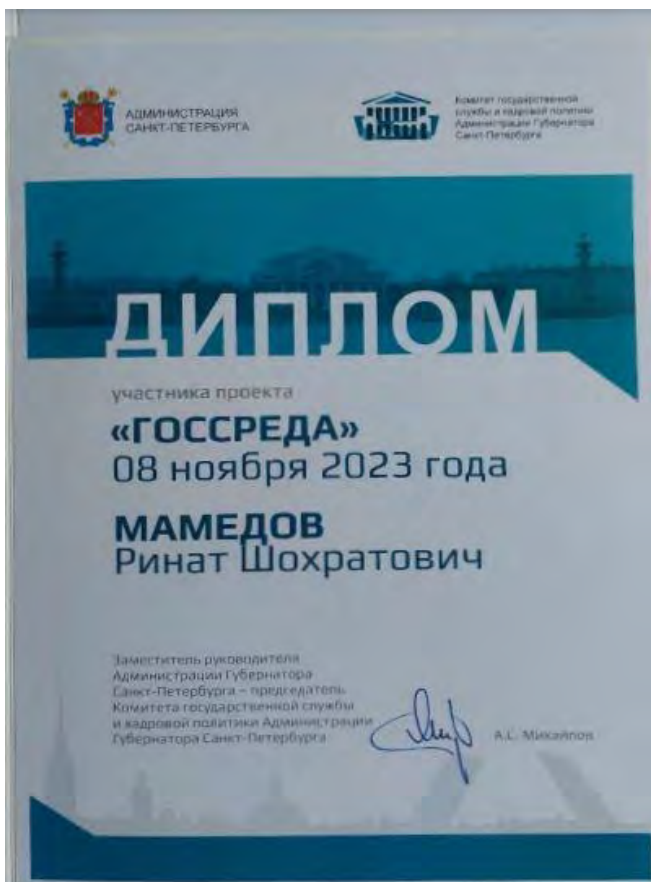 АДМИНИСТРАЦИЯ
САНКТ-ПЕТЕРБУРГА
Комитет государственной
службы и кадровой политики
Администрации Губернатора
Санкт-Петербурга
ДИПЛОМ
участника проекта
«ГОССРЕДА»
08 ноября 2023 года
МАМЕДОВ
Ринат Шохратович
Заместитель руководителя
Администрации Губернатора
Санкт-Петербурга – председатель
Комитета государственной службы
и кадровой политики Администрации
Губернатора Санкт-Петербурга
А.С. Михайлов